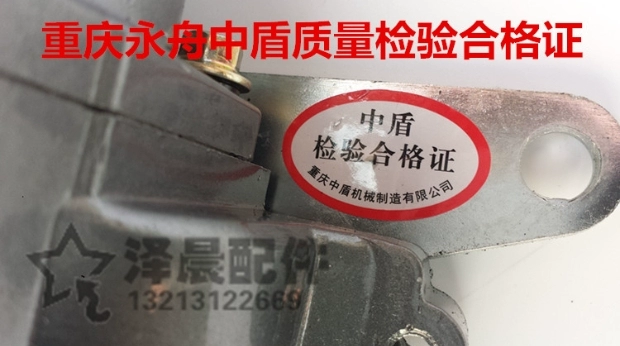 重庆永舟中盾质量检验合格证
中盾
检验合格证
重庆中盾机械制造有限公司
泽晨配件
13213122669